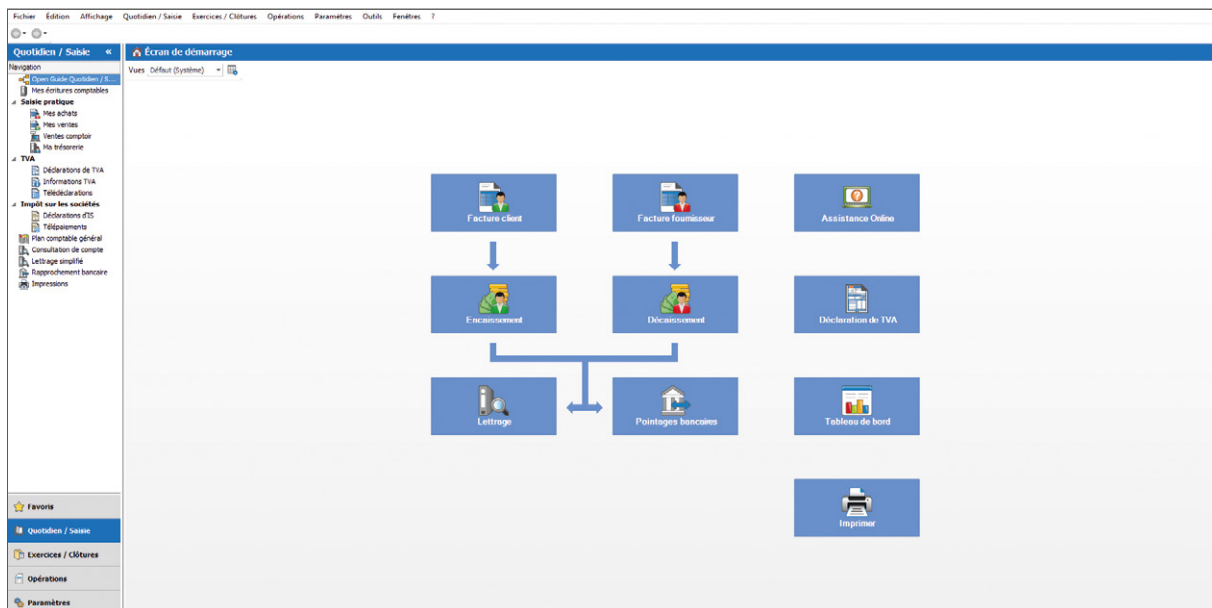 Fichier Édition Affichage Quotidien / Saisie Exercices / Clôtures Opérations Paramètres Outils Fenêtres ?
Quotidien / Saisie «
Écran de démarrage
Navigation
Vues Défaut (Système)
Open Guide Quotidien / S...
Mes écritures comptables
Saisie pratique
Mes achats
Mes ventes
Ventes comptoir
Ma trésorerie
TVA
Déclarations de TVA
Informations TVA
Télédéclarations
Impôt sur les sociétés
Déclarations d'IS
Télépaiements
Plan comptable général
Consultation de compte
Lettrage simplifié
Rapprochement bancaire
Impressions
Facture client
Facture fournisseur
Assistance Online
Encaissement
Décaissement
Déclaration de TVA
Lettrage
Pointages bancaires
Tableau de bord
Imprimer
Favoris
Quotidien / Saisie
Exercices / Clôtures
Opérations
Paramètres